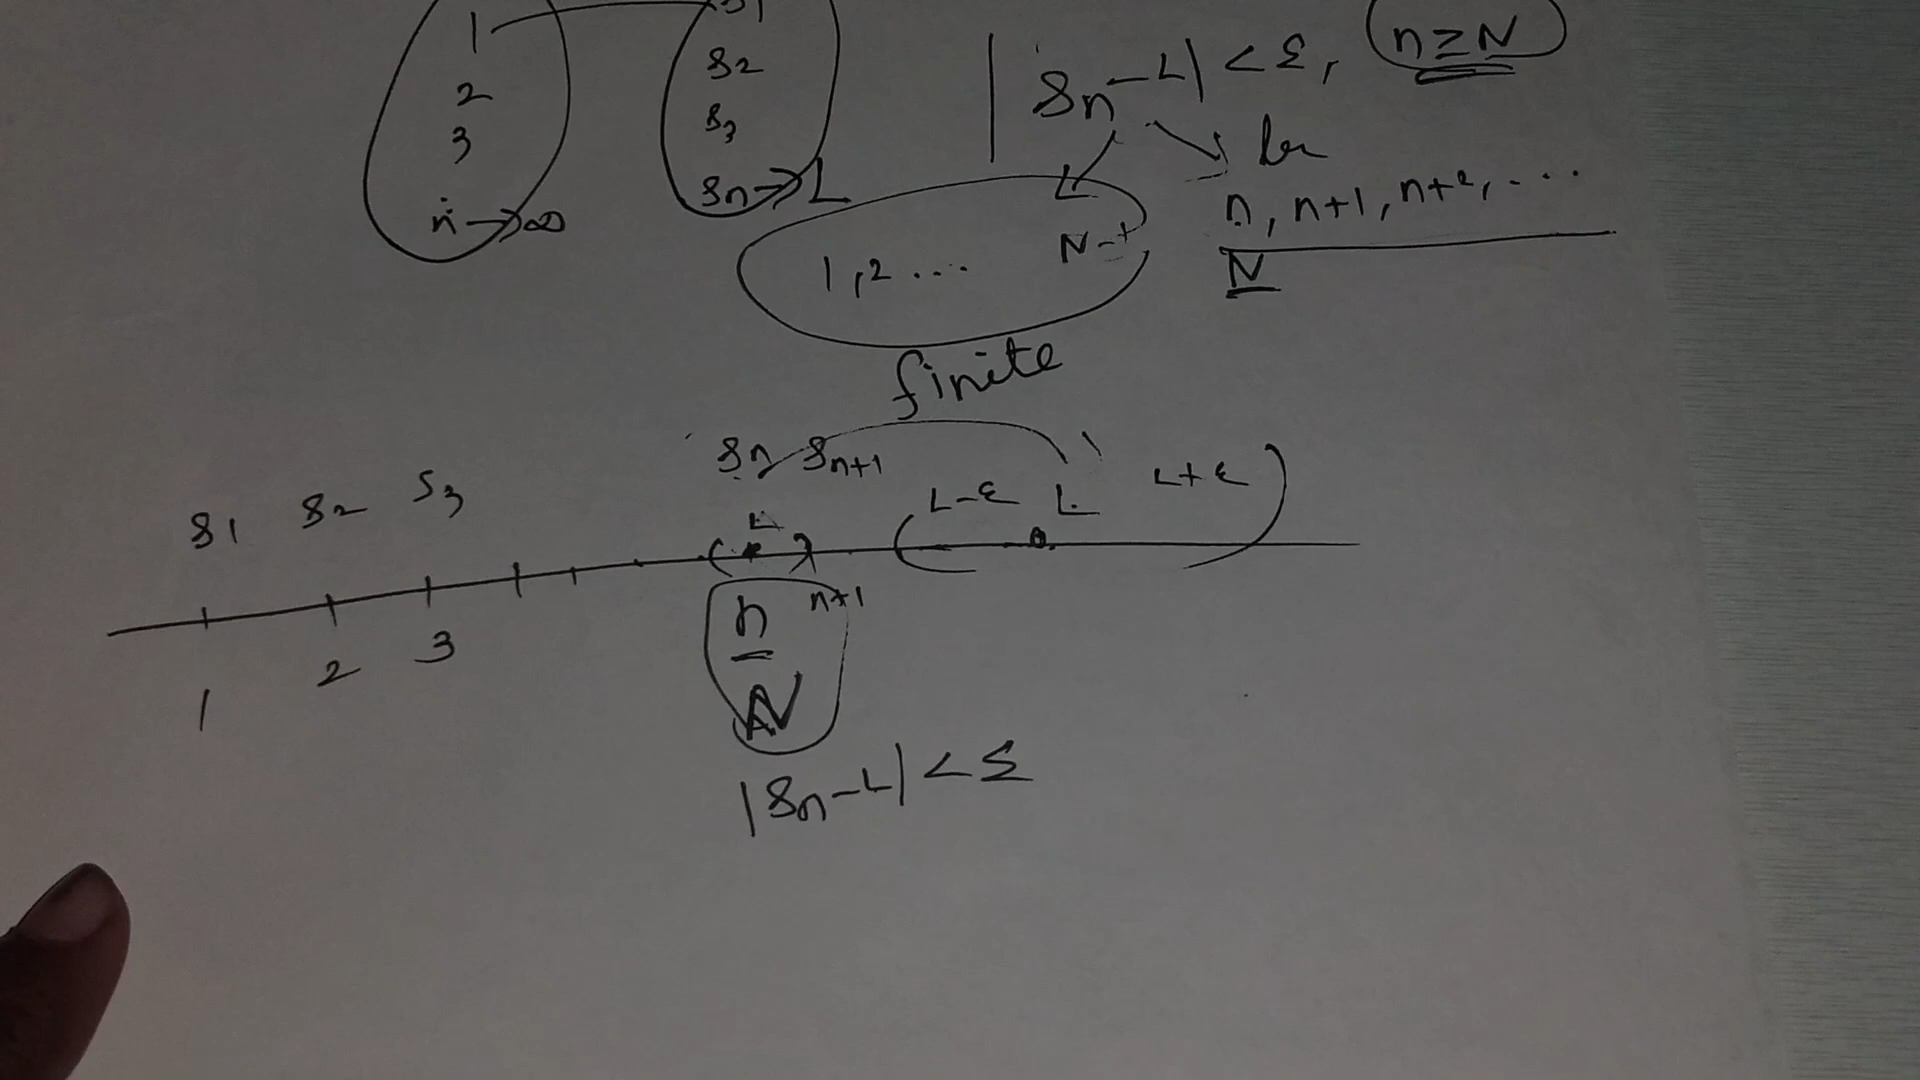 1 S1
2 S2
3 S3
n → ∞ Sn → L
|Sn - L| < ε, n ≥ N
L
n, n+1, n+2, ...
1, 2 .... N-1
N
finite
Sn Sn+1
S1 S2 S3
L-ε L L+ε
L
1 2 3
n n+1
N
|Sn - L| < ε